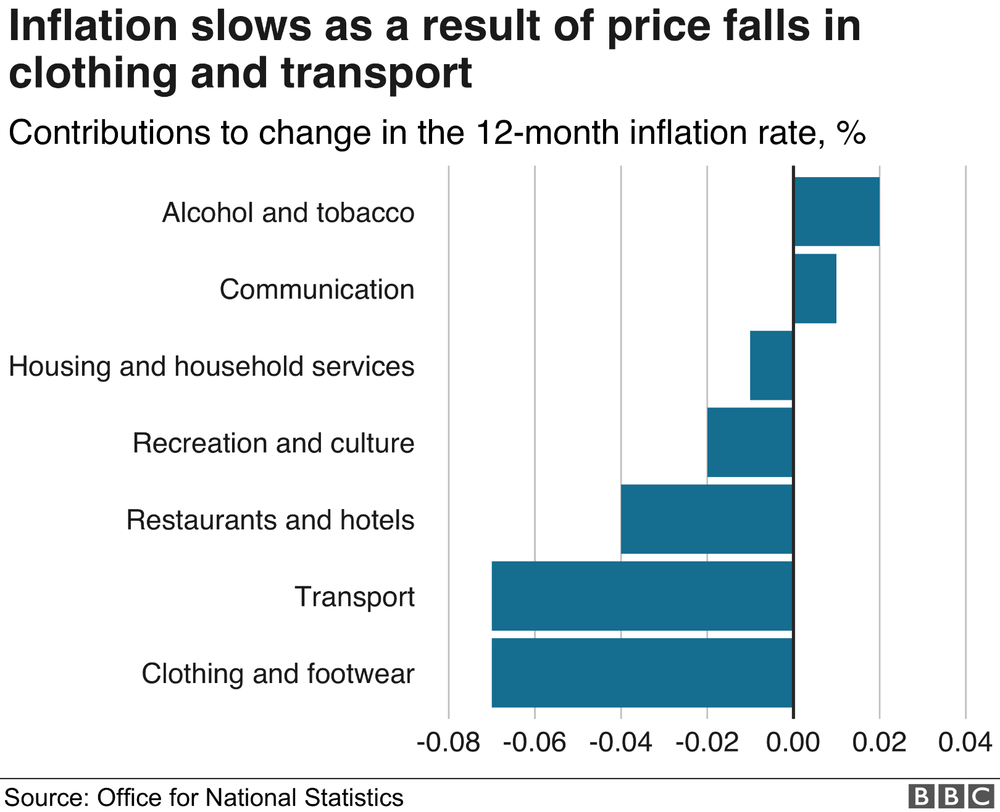 Inflation slows as a result of price falls in
clothing and transport
Contributions to change in the 12-month inflation rate, %
Alcohol and tobacco
Communication
Housing and household services
Recreation and culture
Restaurants and hotels
Transport
Clothing and footwear
-0.08 -0.06 -0.04 -0.02 0.00 0.02 0.04
Source: Office for National Statistics
BBC